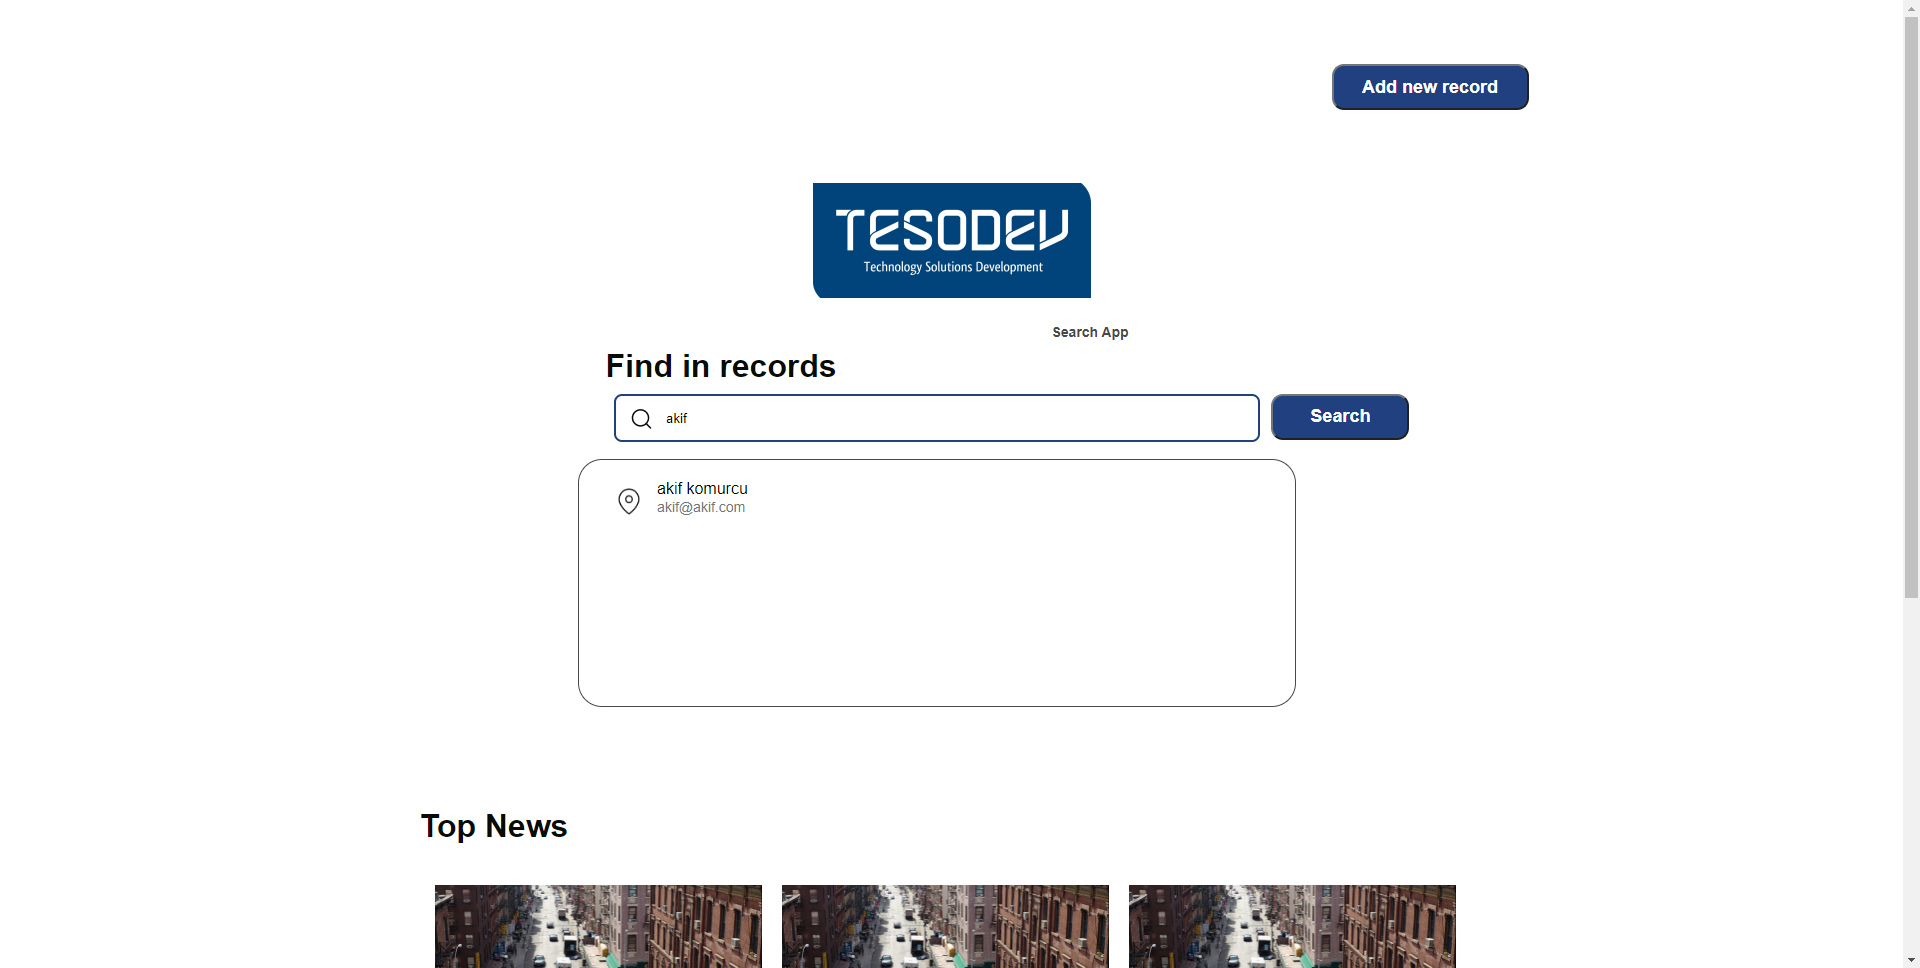 Add new record
TESODEV
Technology Solutions Development
Search App
Find in records
akif
Search
akif komurcu
akif@akif.com
Top News